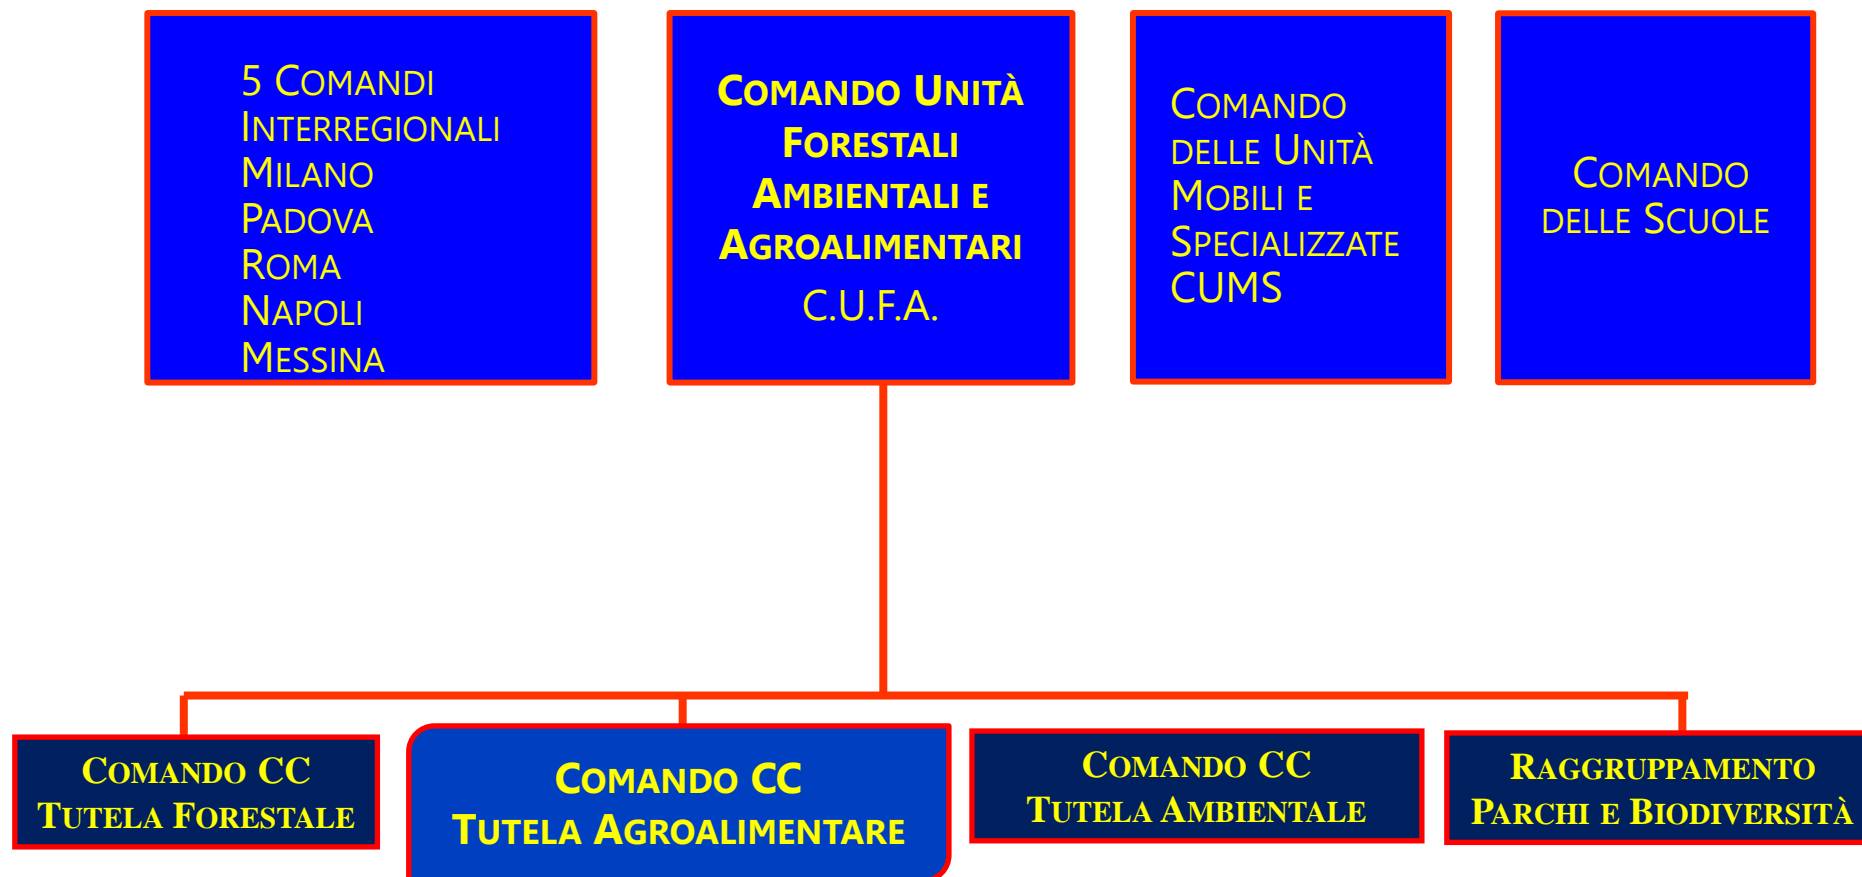 5 Comandi
Interregionali
Milano
Padova
Roma
Napoli
Messina
Comando Unità
Forestali
Ambientali e
Agroalimentari
C.U.F.A.
Comando
delle Unità
Mobili e
Specializzate
CUMS
Comando
delle Scuole
Comando CC
Tutela Forestale
Comando CC
Tutela Agroalimentare
Comando CC
Tutela Ambientale
Raggruppamento
Parchi e Biodiversità